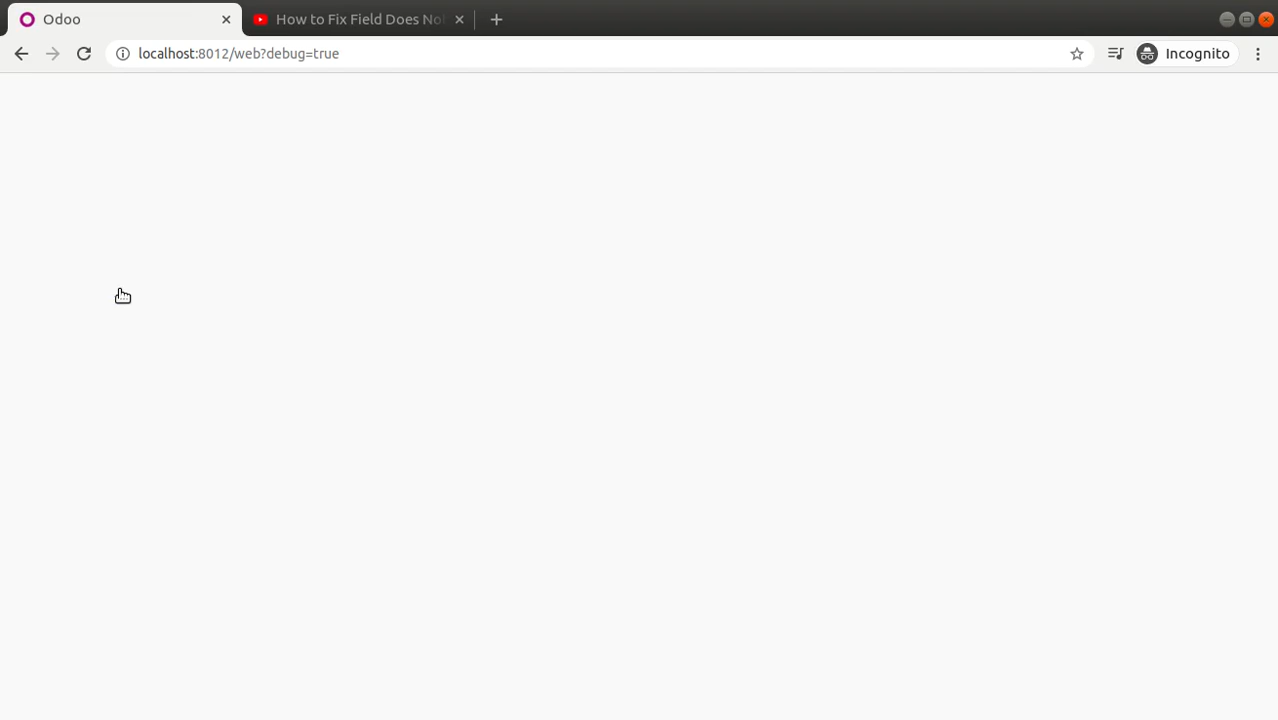 Odoo
How to Fix Field Does No
localhost:8012/web?debug=true
Incognito